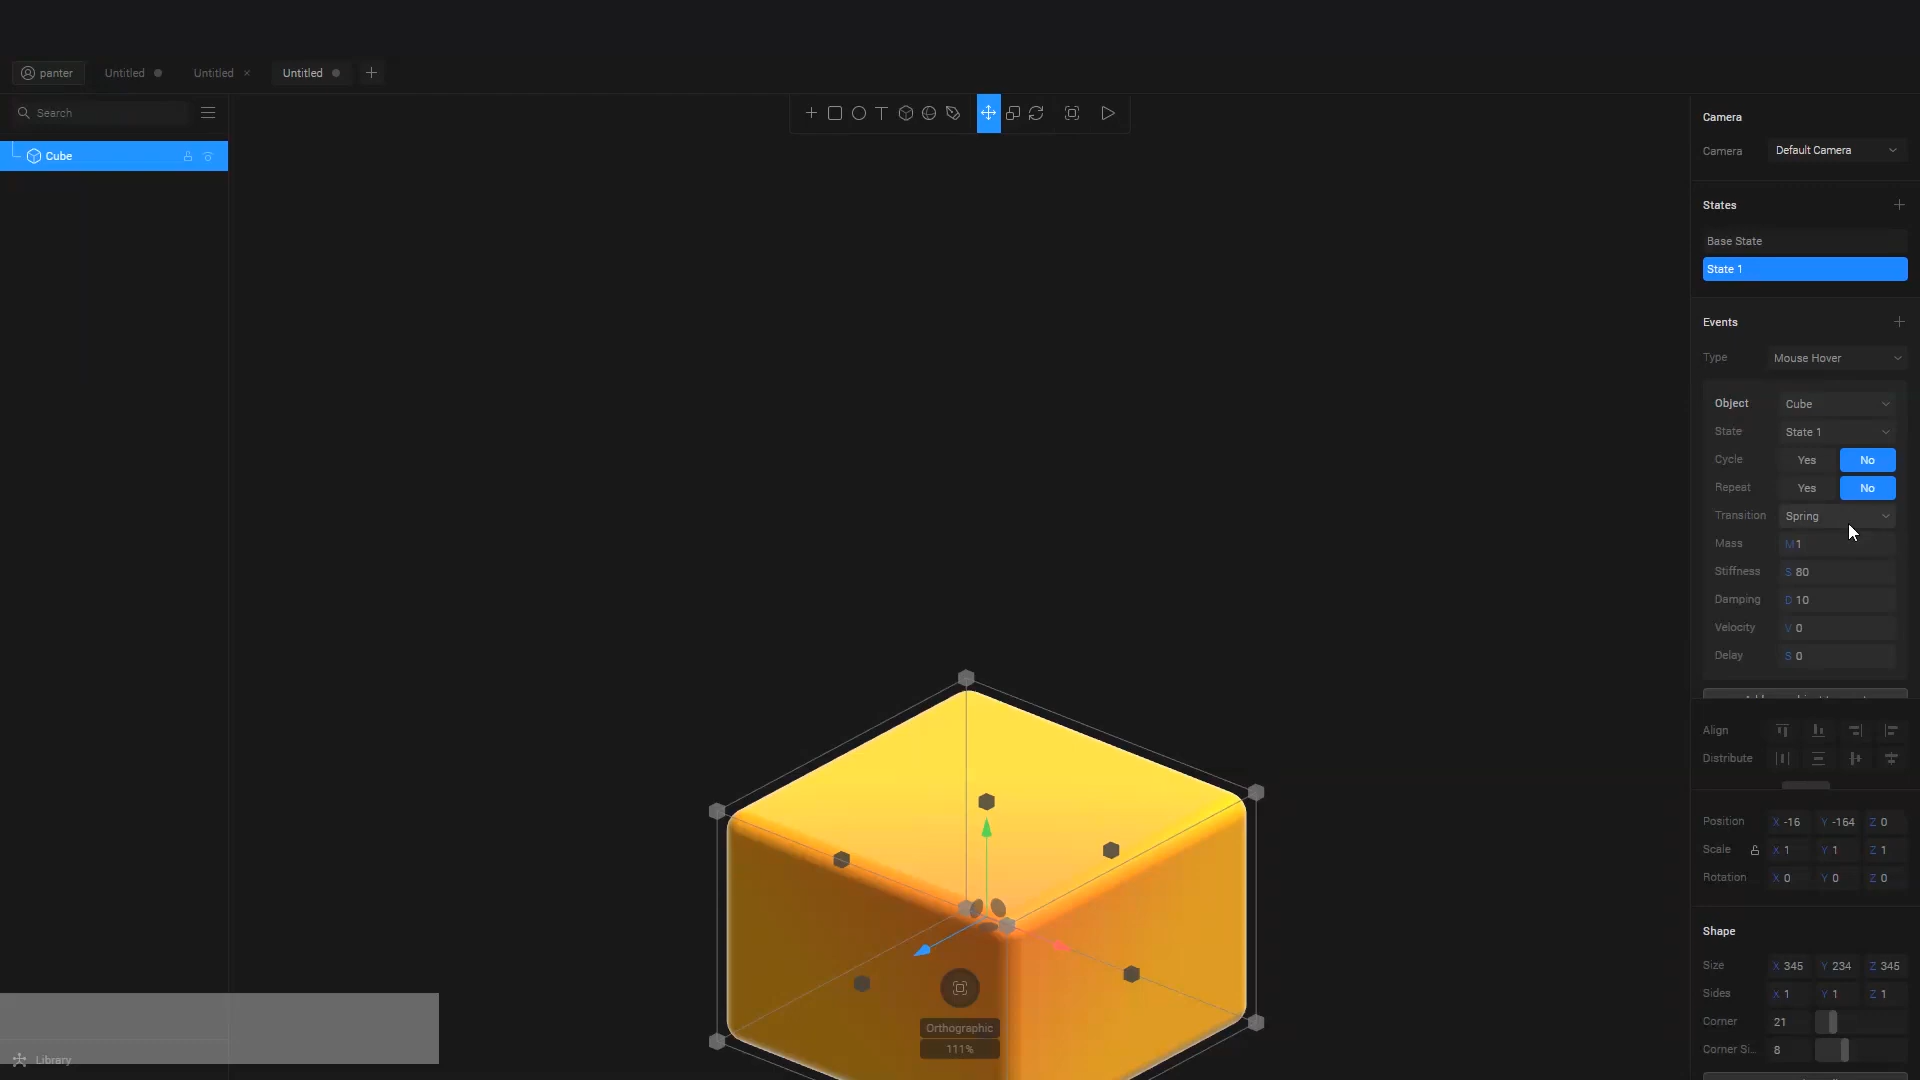 panter
Untitled
Untitled
Untitled
Search
Cube
Library
Orthographic
111%
Camera
Camera Default Camera
States
Base State
State 1
Events
Type Mouse Hover
Object Cube
State State 1
Cycle Yes No
Repeat Yes No
Transition Spring
Mass M 1
Stiffness S 80
Damping D 10
Velocity V 0
Delay S 0
Align
Distribute
Position X -16 Y -164 Z 0
Scale X 1 Y 1 Z 1
Rotation X 0 Y 0 Z 0
Shape
Size X 345 Y 234 Z 345
Sides X 1 Y 1 Z 1
Corner 21
Corner Si... 8